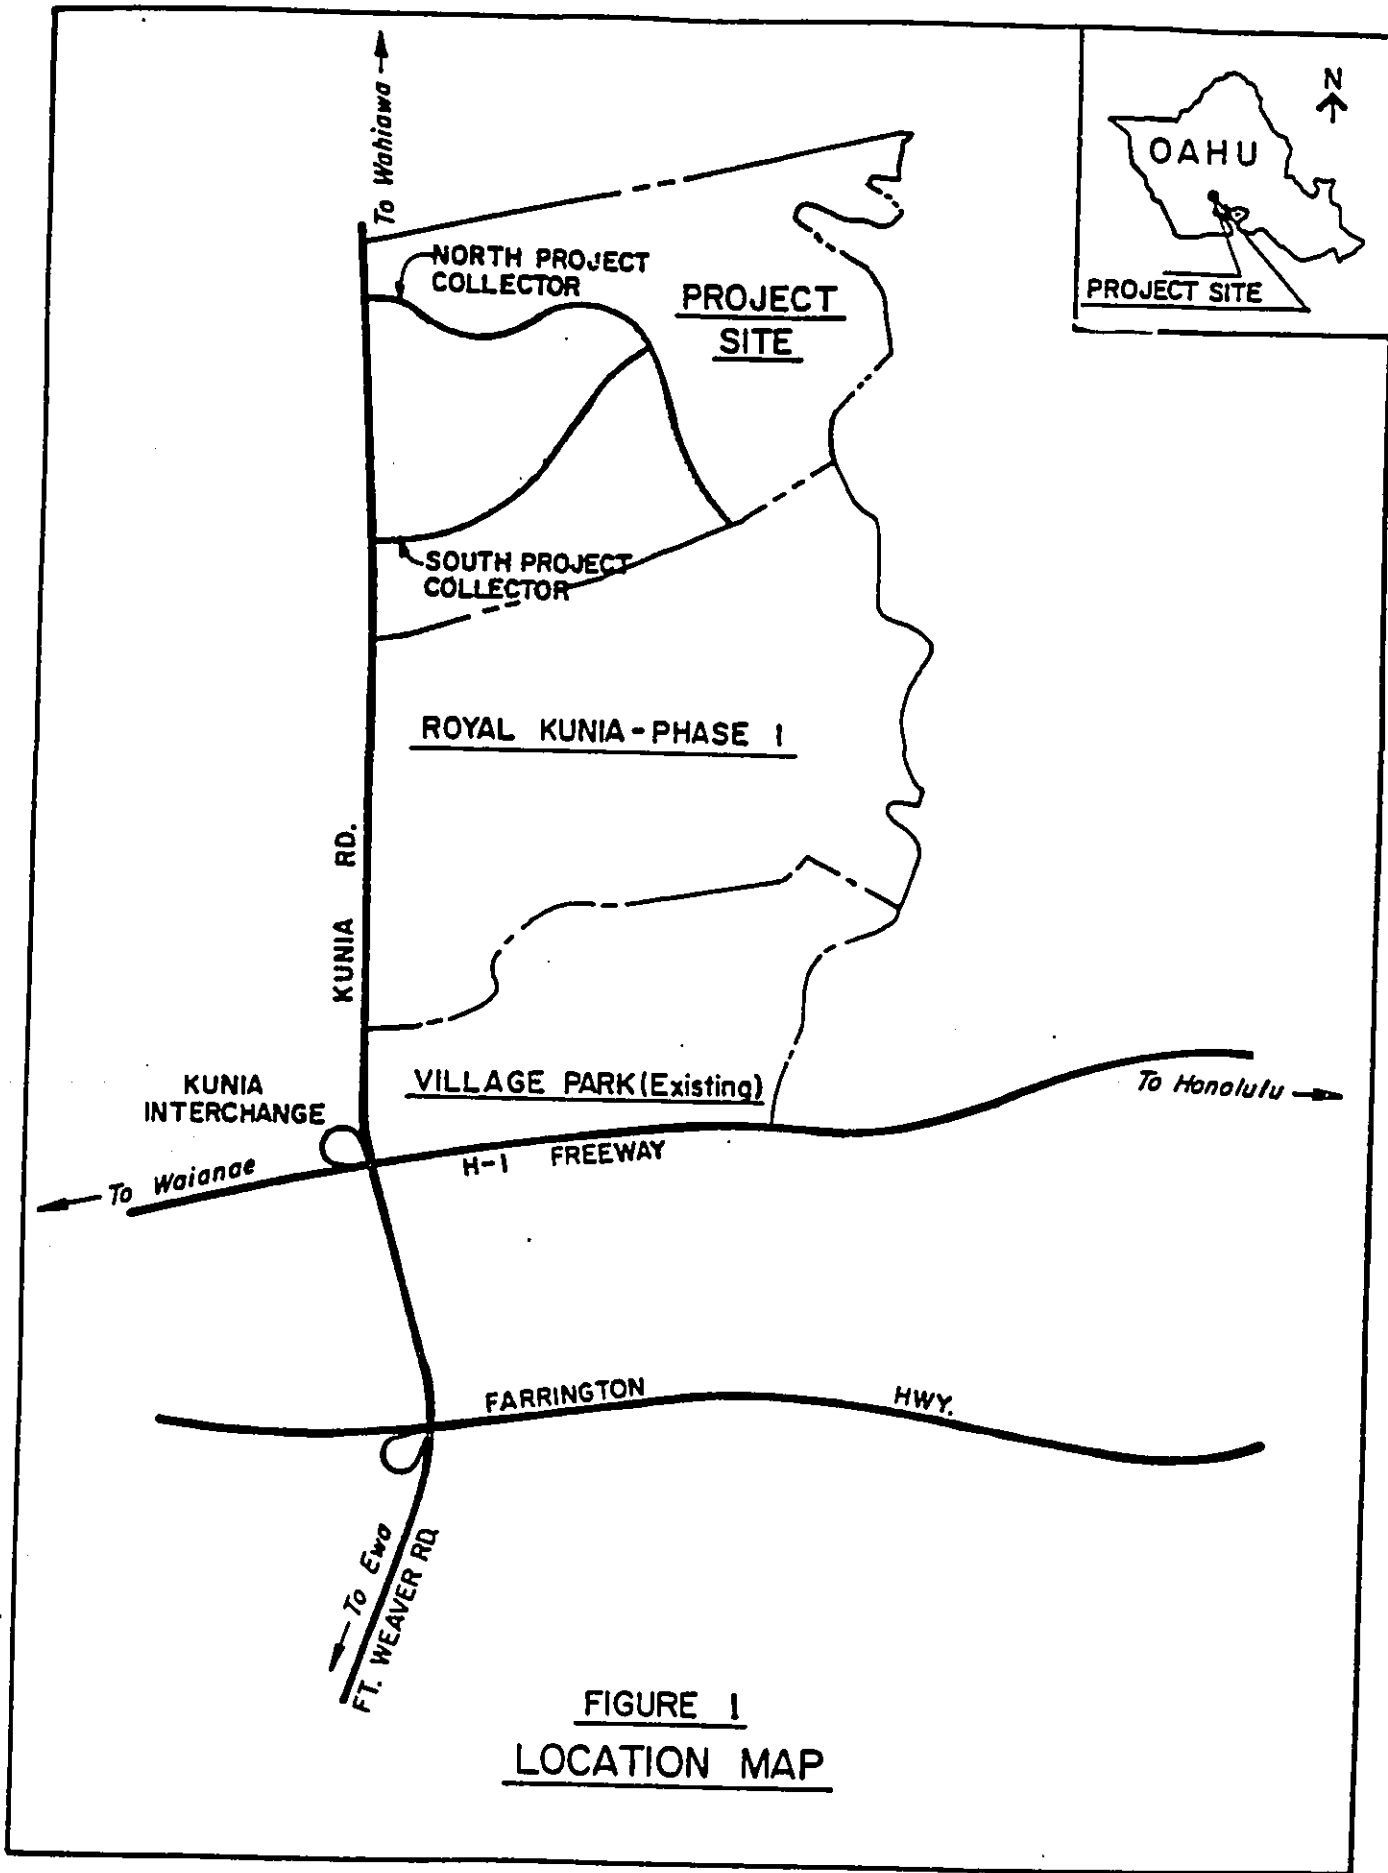 To Wahiawa
N
OAHU
PROJECT SITE
NORTH PROJECT
COLLECTOR
PROJECT
SITE
SOUTH PROJECT
COLLECTOR
ROYAL KUNIA-PHASE I
KUNIA RD.
KUNIA
INTERCHANGE
VILLAGE PARK (Existing)
To Honolulu
To Waianae
H-1 FREEWAY
FARRINGTON HWY.
To Ewa
FT. WEAVER RD.
FIGURE 1
LOCATION MAP